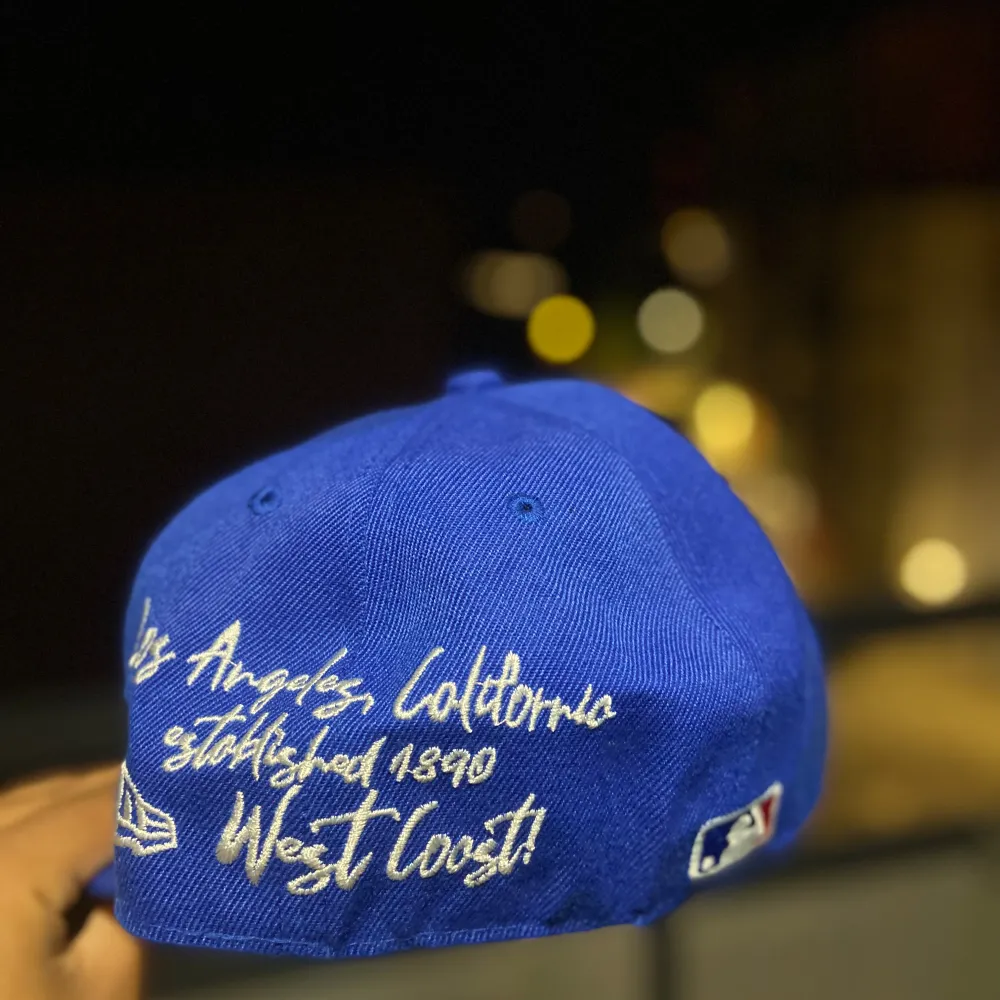 Los Angeles, California
established 1890
West Coast!